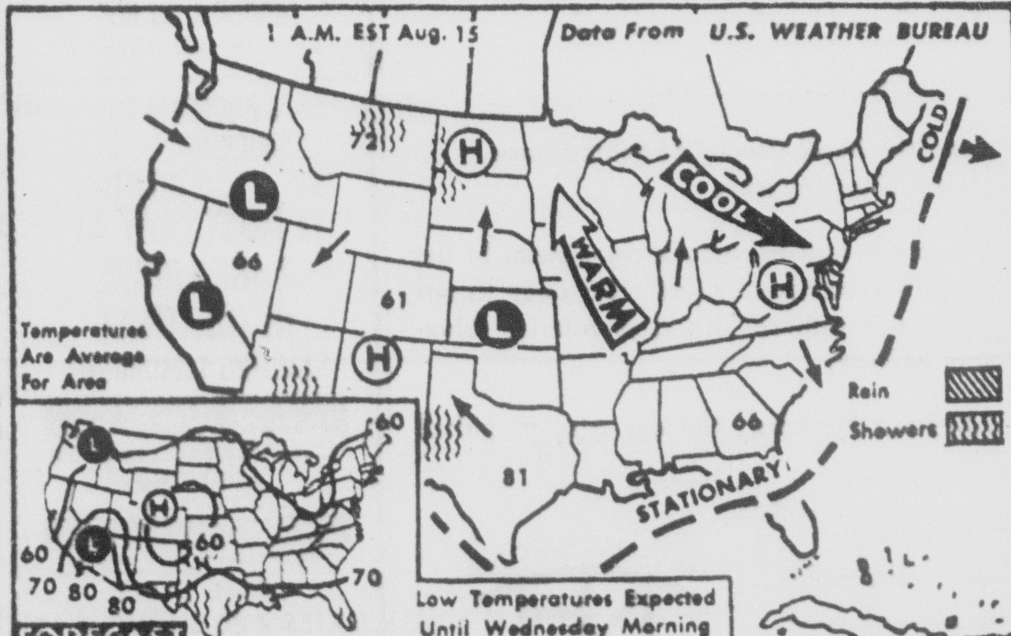 1 A.M. EST Aug. 15
Data From U.S. WEATHER BUREAU
COLD
72
H
COOL
L
66
WARM
H
61
L
L
Temperatures
Are Average
For Area
H
Rain
Showers
66
81
STATIONARY
60
L
H
60
L
60
70
80
80
70
FORECAST
Low Temperatures Expected
Until Wednesday Morning